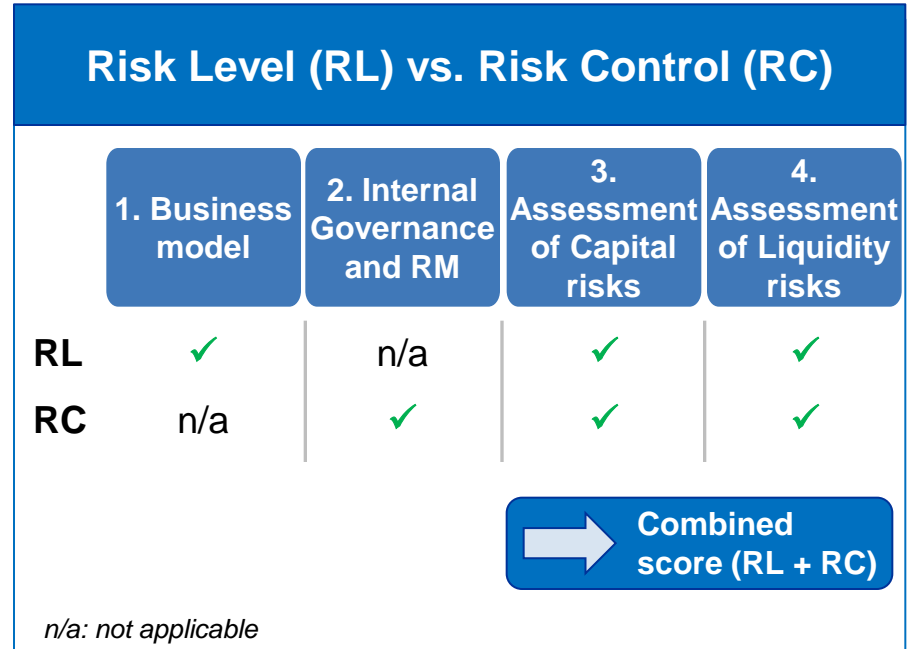 Risk Level (RL) vs. Risk Control (RC)
1. Business
model
2. Internal
Governance
and RM
3.
Assessment
of Capital
risks
4.
Assessment
of Liquidity
risks
RL ✓ n/a ✓ ✓
RC n/a ✓ ✓ ✓
Combined
score (RL + RC)
n/a: not applicable